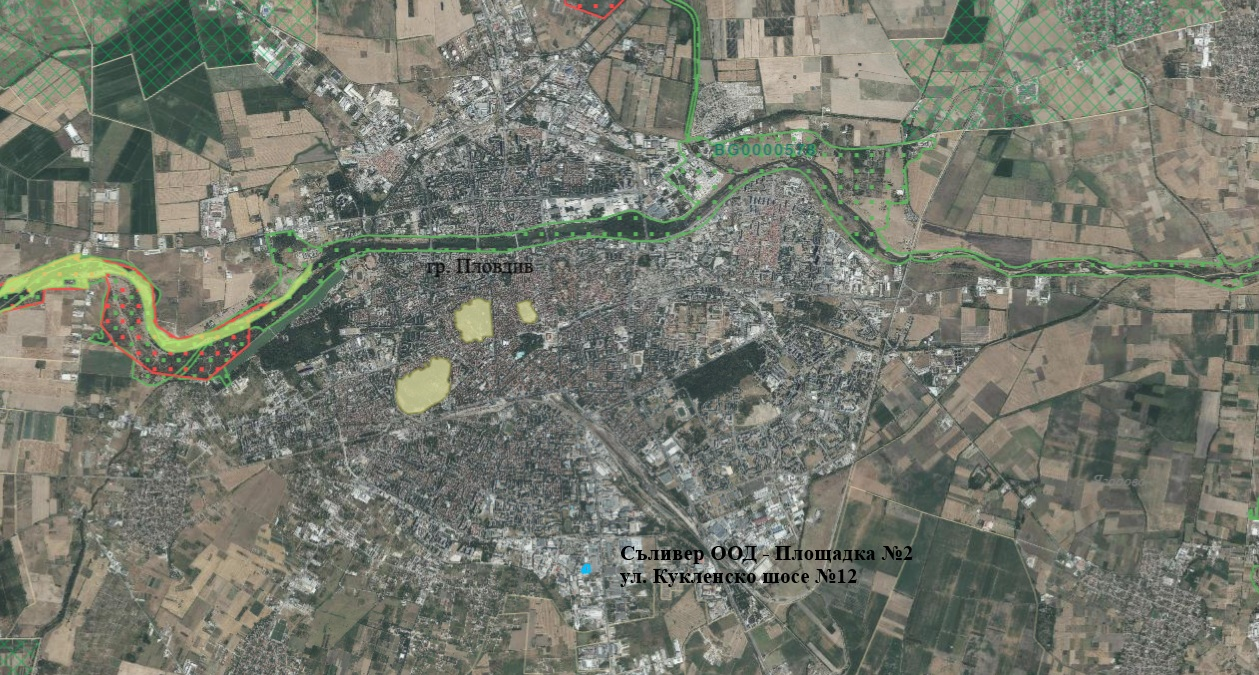 BG0000578
гр. Пловдив
Съливер ООД - Площадка №2
ул. Кукленско шосе №12